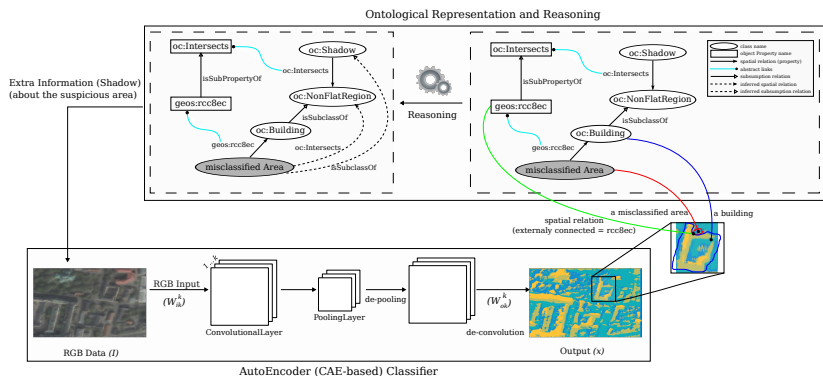 Ontological Representation and Reasoning
oc:Intersects
oc:Shadow
oc:Intersects
isSubPropertyOf
oc:NonFlatRegion
geos:rcc8ec
isSubclassOf
oc:Building
geos:rcc8ec
oc:Intersects
misclassified Area
isSubclassOf
Reasoning
oc:Intersects
oc:Shadow
oc:Intersects
isSubPropertyOf
oc:NonFlatRegion
geos:rcc8ec
isSubclassOf
oc:Building
geos:rcc8ec
misclassified Area
class name
object Property name
spatial relation (property)
abstract links
subsumption relation
inferred spatial relation
inferred subsumption relation
Extra Information (Shadow)
(about the suspicious area)
a misclassified area
a building
spatial relation
(externaly connected = rcc8ec)
RGB Data (I)
RGB Input
(W_ik^k)
1 ... k
ConvolutionalLayer
PoolingLayer
de-pooling
(W_ok^k)
de-convolution
Output (x)
AutoEncoder (CAE-based) Classifier